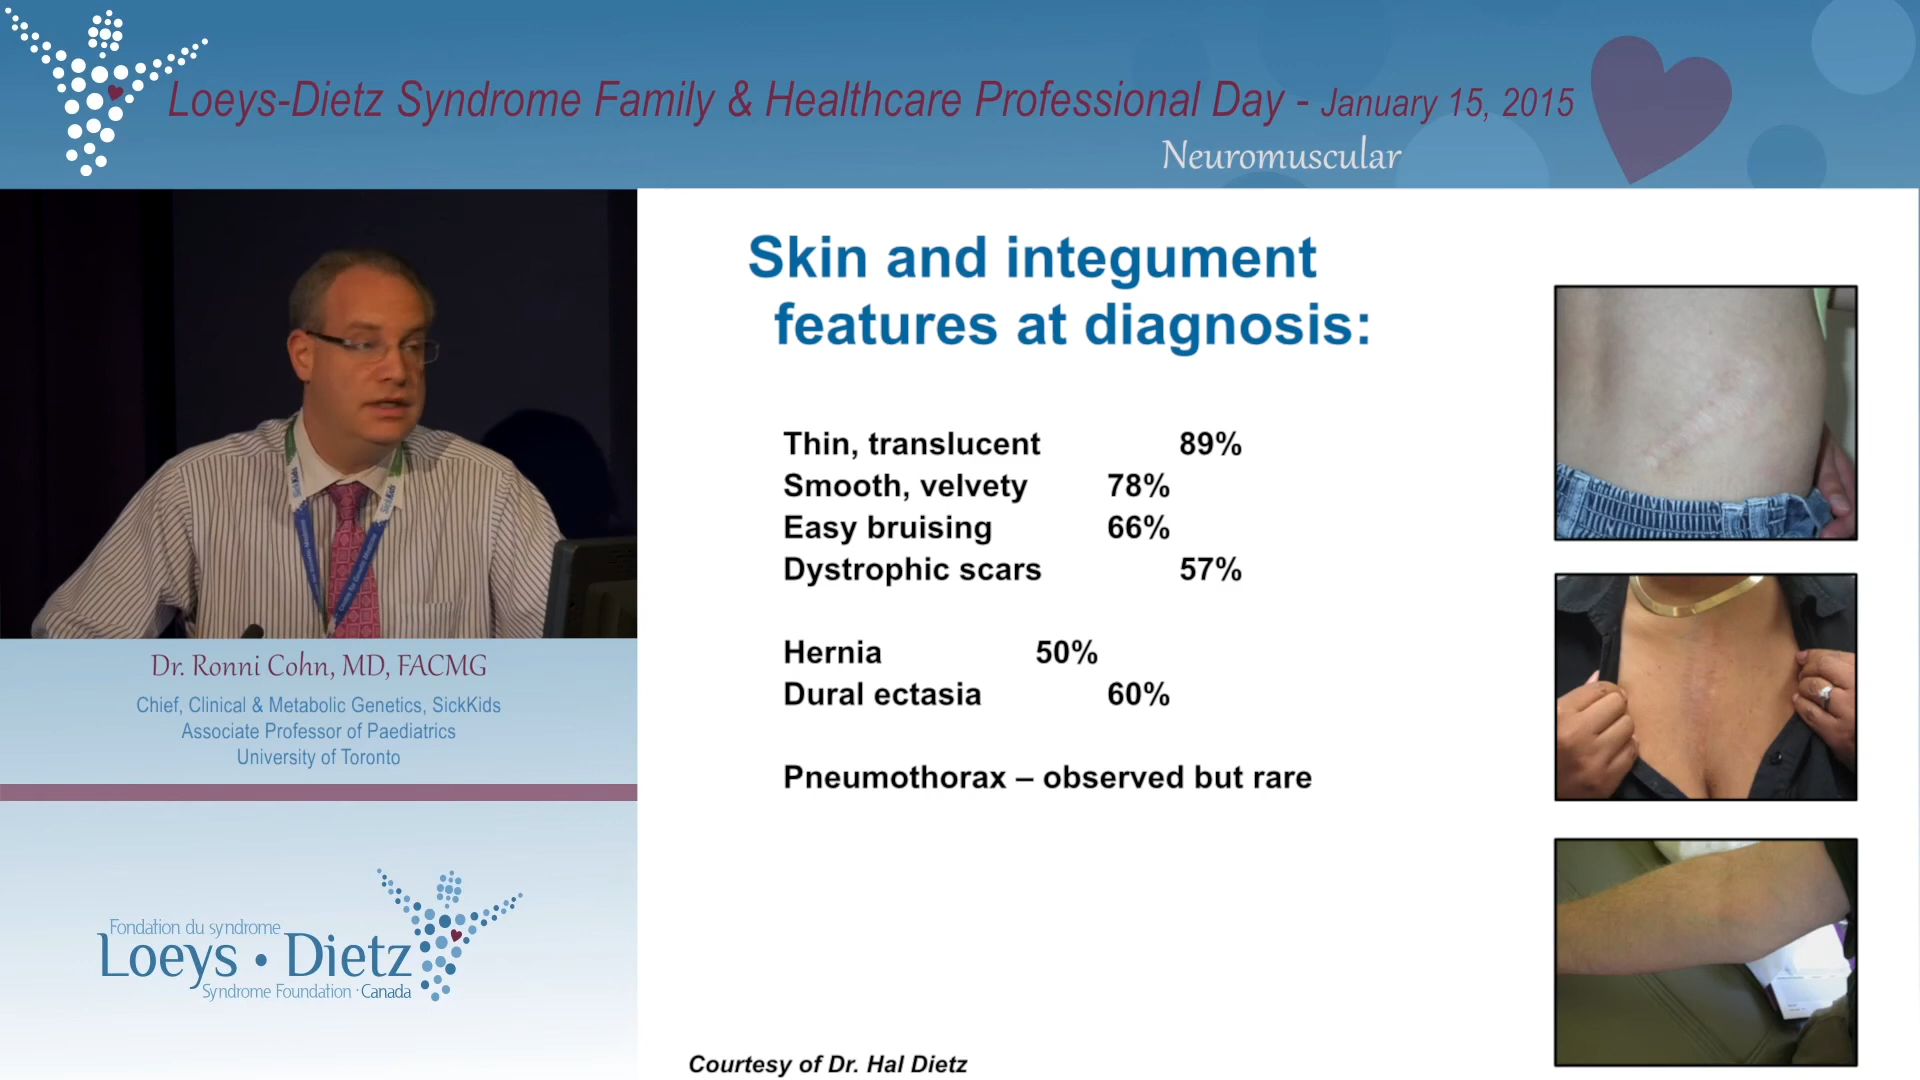 Loeys-Dietz Syndrome Family & Healthcare Professional Day - January 15, 2015
Neuromuscular
Skin and integument
features at diagnosis:
Thin, translucent 89%
Smooth, velvety 78%
Easy bruising 66%
Dystrophic scars 57%
Hernia 50%
Dural ectasia 60%
Pneumothorax – observed but rare
Courtesy of Dr. Hal Dietz
SickKids
Dr. Ronni Cohn, MD, FACMG
Chief, Clinical & Metabolic Genetics, SickKids
Associate Professor of Paediatrics
University of Toronto
Fondation du syndrome
Loeys • Dietz
Syndrome Foundation · Canada